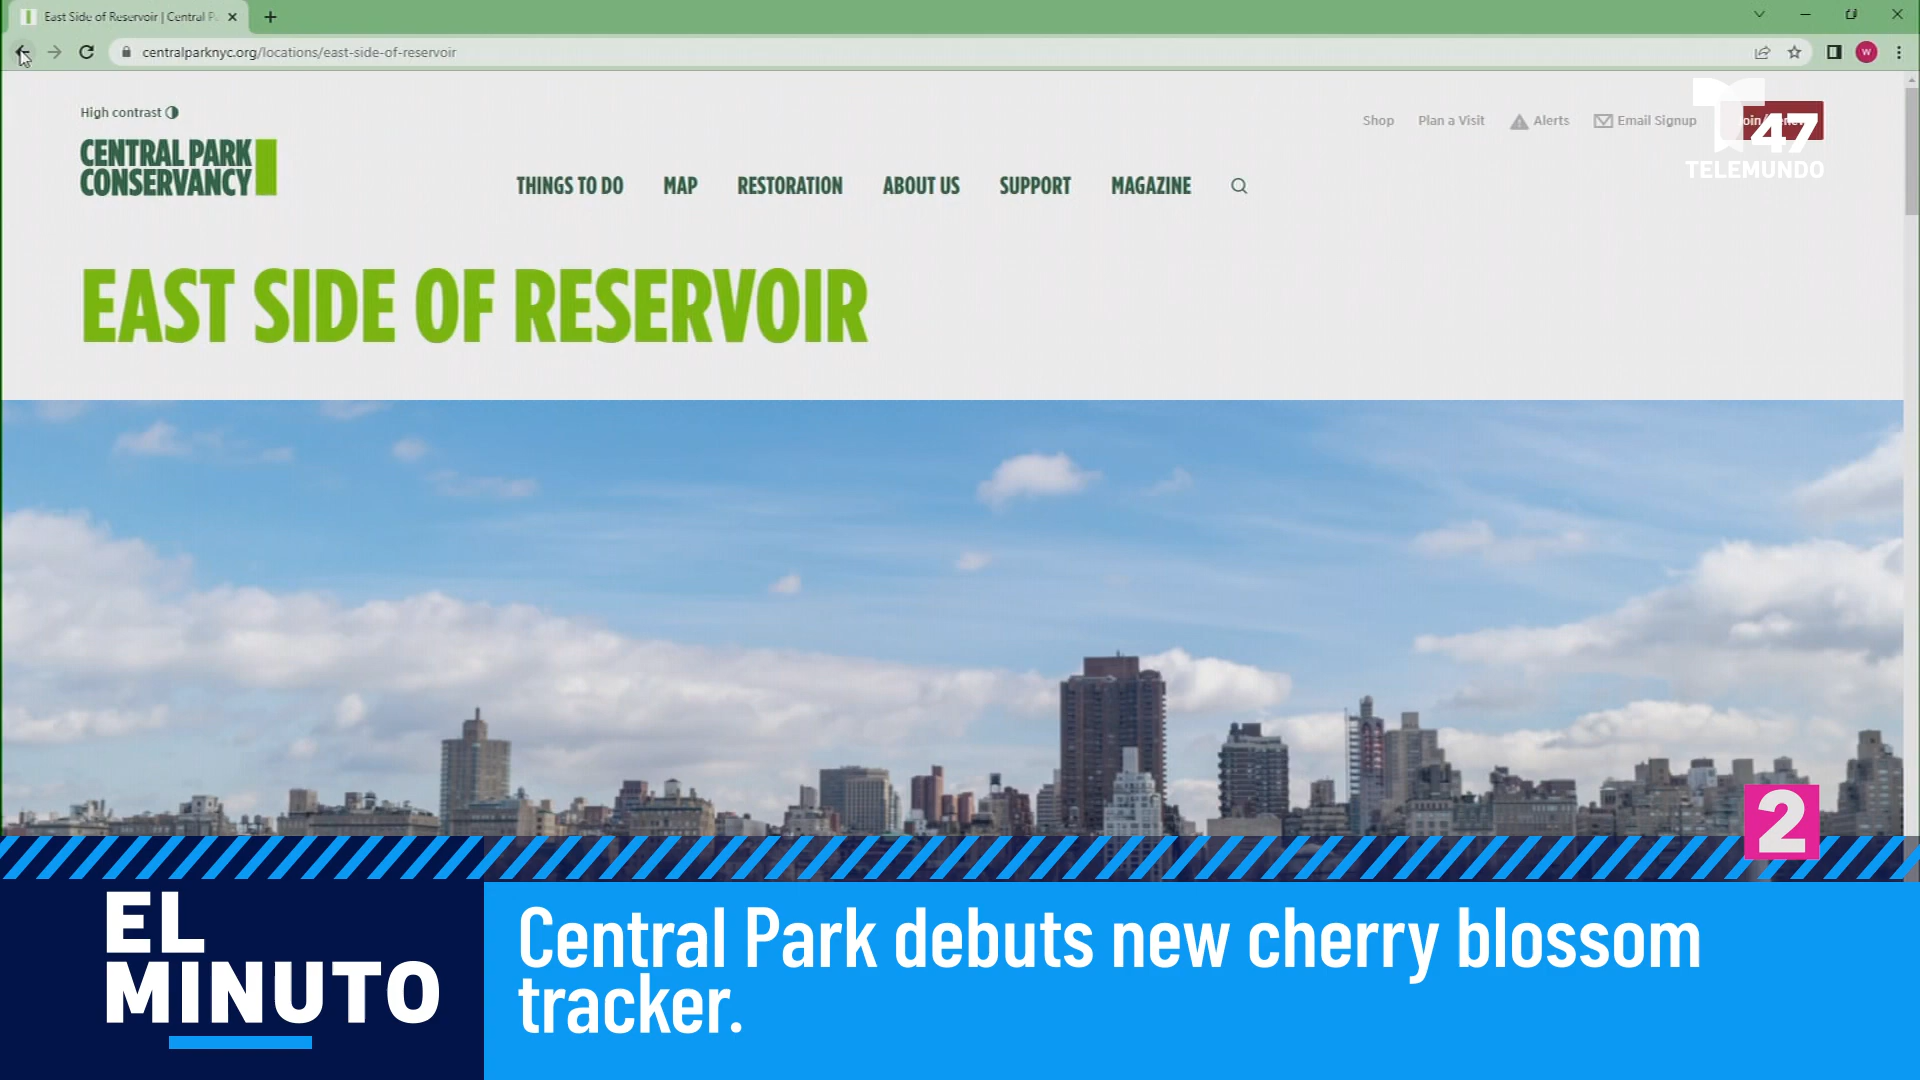 East Side of Reservoir | Central P
centralparknyc.org/locations/east-side-of-reservoir
W
High contrast
Shop
Plan a Visit
Alerts
Email Signup
47
TELEMUNDO
CENTRAL PARK
CONSERVANCY
THINGS TO DO
MAP
RESTORATION
ABOUT US
SUPPORT
MAGAZINE
EAST SIDE OF RESERVOIR
2
EL
MINUTO
Central Park debuts new cherry blossom
tracker.